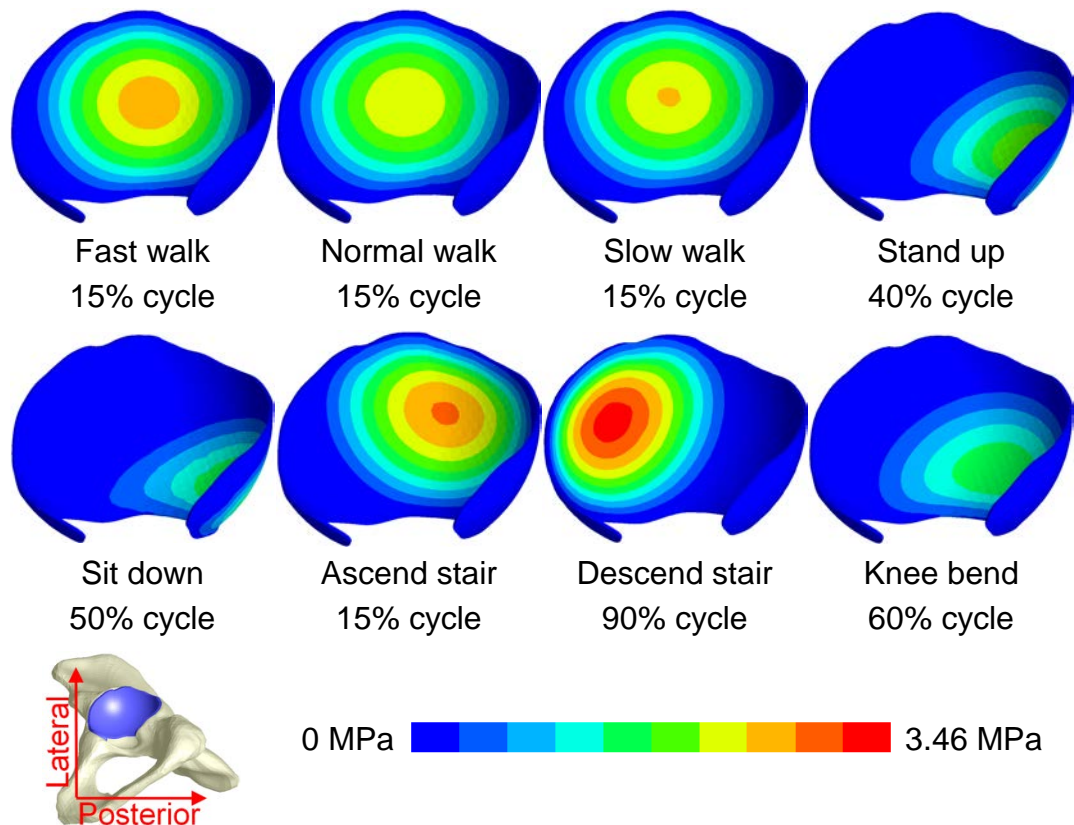 Fast walk
15% cycle
Normal walk
15% cycle
Slow walk
15% cycle
Stand up
40% cycle
Sit down
50% cycle
Ascend stair
15% cycle
Descend stair
90% cycle
Knee bend
60% cycle
Lateral
Posterior
0 MPa
3.46 MPa